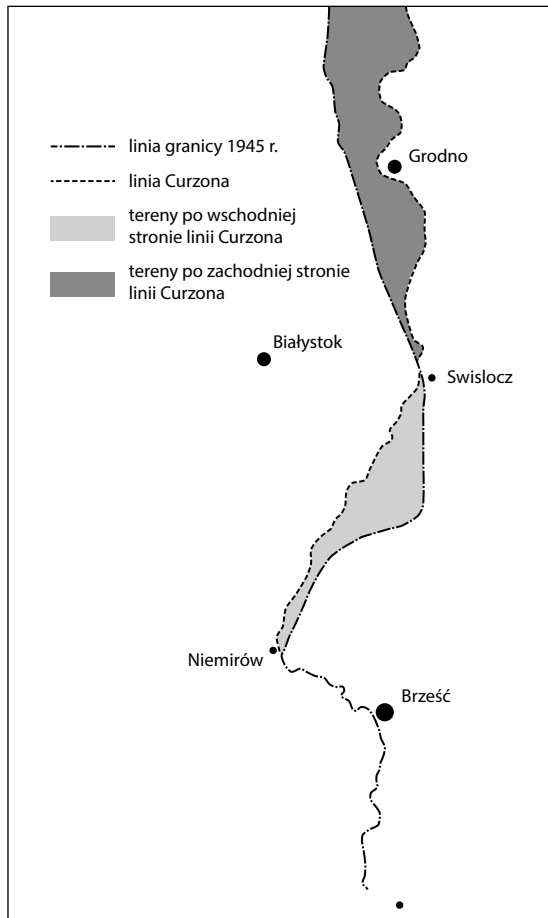 linia granicy 1945 r.
linia Curzona
tereny po wschodniej
stronie linii Curzona
tereny po zachodniej stronie
linii Curzona
Grodno
Białystok
Swislocz
Niemirów
Brześć